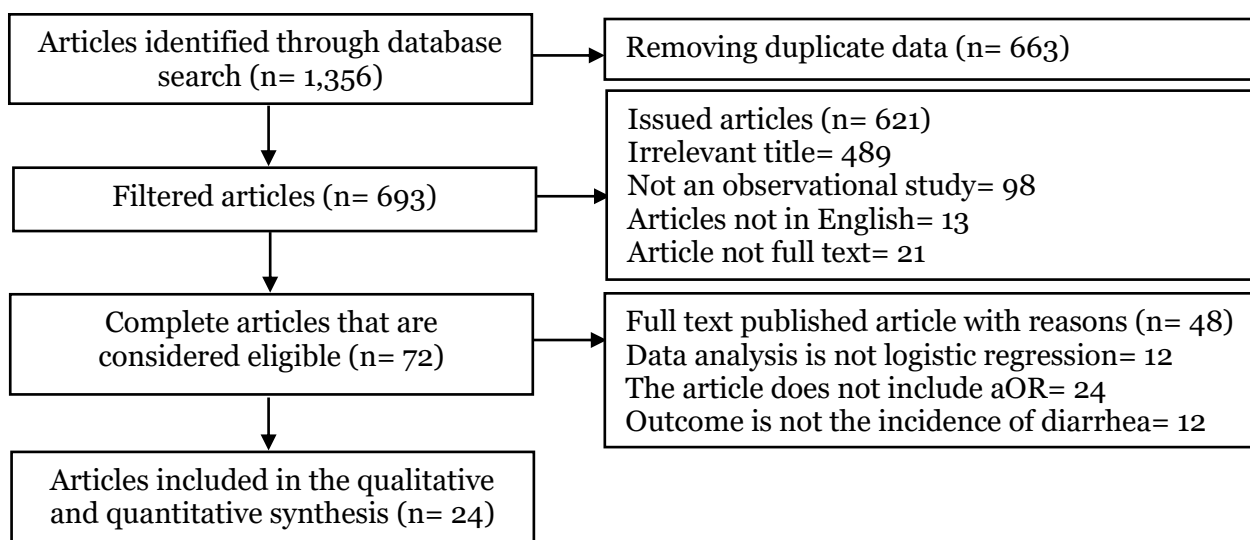 Articles identified through database
search (n= 1,356)
Removing duplicate data (n= 663)
Filtered articles (n= 693)
Issued articles (n= 621)
Irrelevant title= 489
Not an observational study= 98
Articles not in English= 13
Article not full text= 21
Complete articles that are
considered eligible (n= 72)
Full text published article with reasons (n= 48)
Data analysis is not logistic regression= 12
The article does not include aOR= 24
Outcome is not the incidence of diarrhea= 12
Articles included in the qualitative
and quantitative synthesis (n= 24)